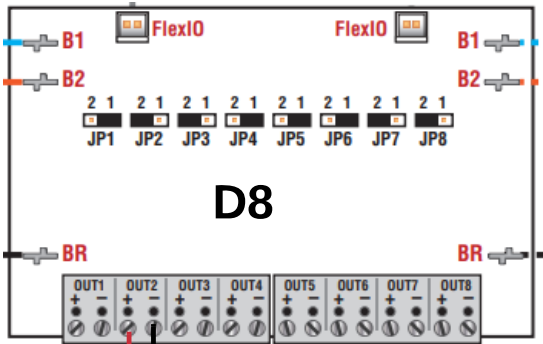 FlexIO FlexIO
B1 B1
B2 B2
2 1 2 1 2 1 2 1 2 1 2 1 2 1 2 1
JP1 JP2 JP3 JP4 JP5 JP6 JP7 JP8
D8
BR BR
OUT1 OUT2 OUT3 OUT4 OUT5 OUT6 OUT7 OUT8
+ − + − + − + − + − + − + − + −